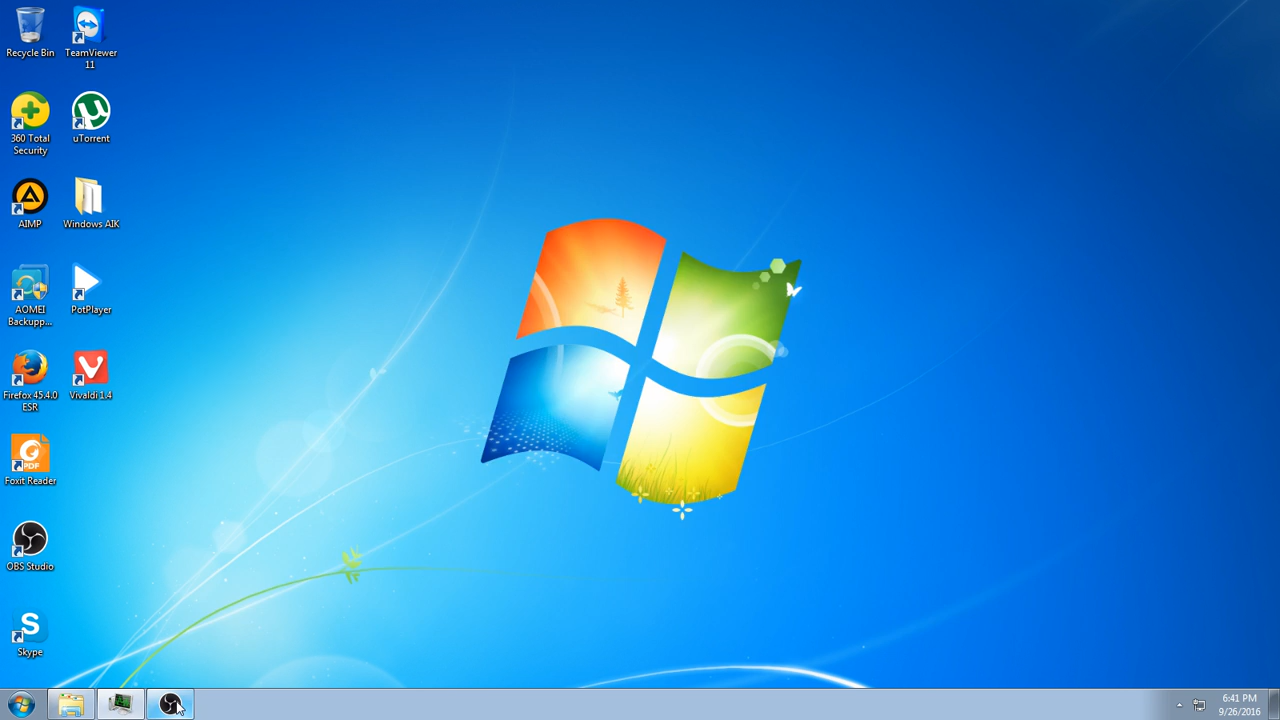 Recycle Bin
TeamViewer
11
360 Total
Security
uTorrent
AIMP
Windows AIK
AOMEI
Backupp...
PotPlayer
Firefox 45.4.0
ESR
Vivaldi 1.4
PDF
Foxit Reader
OBS Studio
S
Skype
6:41 PM
9/26/2016